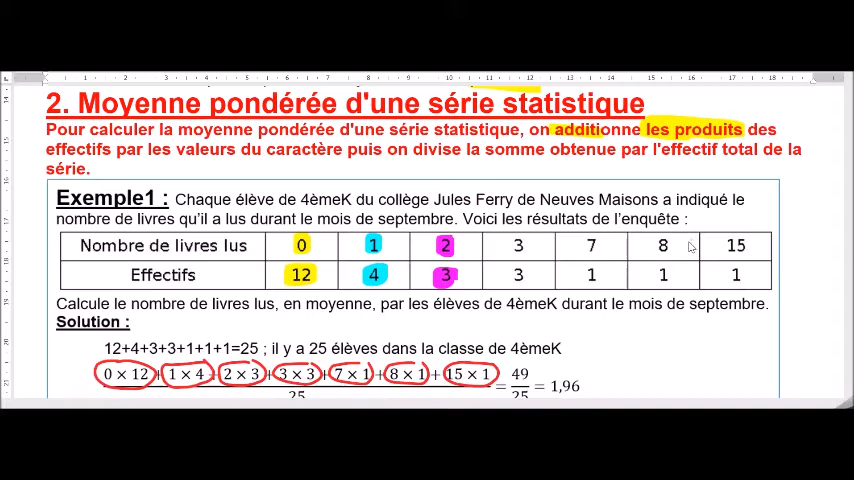 2. Moyenne pondérée d'une série statistique
Pour calculer la moyenne pondérée d'une série statistique, on additionne les produits des
effectifs par les valeurs du caractère puis on divise la somme obtenue par l'effectif total de la
série.
Exemple1 : Chaque élève de 4èmeK du collège Jules Ferry de Neuves Maisons a indiqué le
nombre de livres qu'il a lus durant le mois de septembre. Voici les résultats de l'enquête :
Nombre de livres lus 0 1 2 3 7 8 15
Effectifs 12 4 3 3 1 1 1
Calcule le nombre de livres lus, en moyenne, par les élèves de 4èmeK durant le mois de septembre.
Solution :
12+4+3+3+1+1+1=25 ; il y a 25 élèves dans la classe de 4èmeK
0 × 12 + 1 × 4 + 2 × 3 + 3 × 3 + 7 × 1 + 8 × 1 + 15 × 1 / 25 = 49 / 25 = 1,96